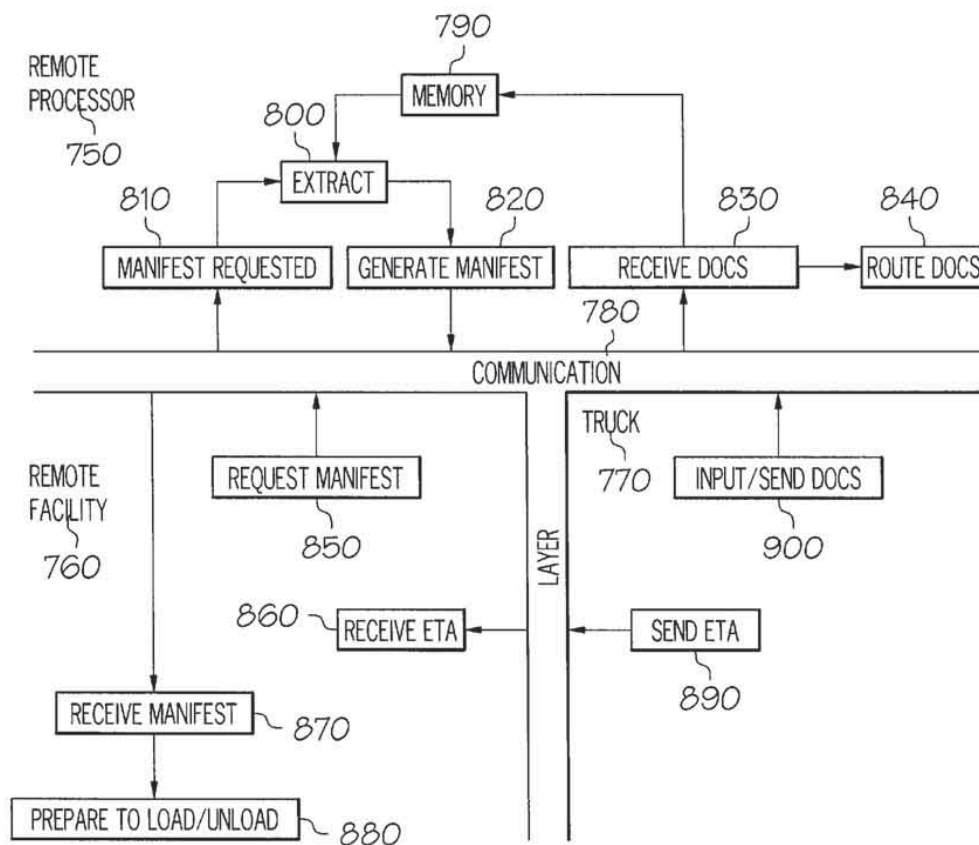 790
REMOTE
PROCESSOR
750
MEMORY
800
EXTRACT
810
820
830
840
MANIFEST REQUESTED
GENERATE MANIFEST
RECEIVE DOCS
ROUTE DOCS
780
COMMUNICATION
TRUCK
770
REMOTE
FACILITY
760
REQUEST MANIFEST
850
INPUT/SEND DOCS
900
LAYER
860
RECEIVE ETA
SEND ETA
890
RECEIVE MANIFEST
870
PREPARE TO LOAD/UNLOAD
880